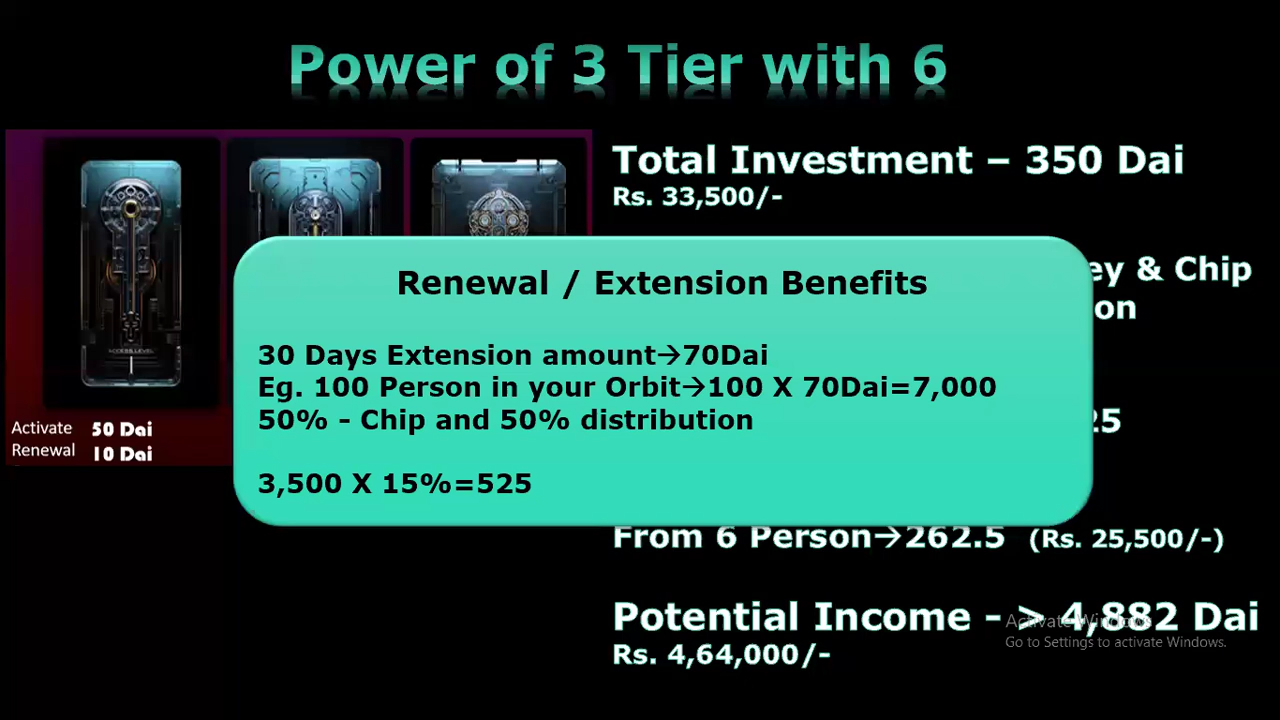 Power of 3 Tier with 6
Total Investment – 350 Dai
Rs. 33,500/-
ey & Chip
on
25
Renewal / Extension Benefits
30 Days Extension amount→70Dai
Eg. 100 Person in your Orbit→100 X 70Dai=7,000
50% - Chip and 50% distribution
3,500 X 15%=525
Activate 50 Dai
Renewal 10 Dai
From 6 Person→262.5 (Rs. 25,500/-)
Potential Income - > 4,882 Dai
Rs. 4,64,000/-
Activate Windows
Go to Settings to activate Windows.